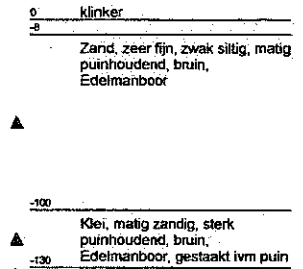 0 klinker
-8
Zand, zeer fijn, zwak siltig, matig
puinhoudend, bruin,
Edelmanboor
-100
Klei, matig zandig, sterk
puinhoudend, bruin,
-130 Edelmanboor, gestaakt ivm puin